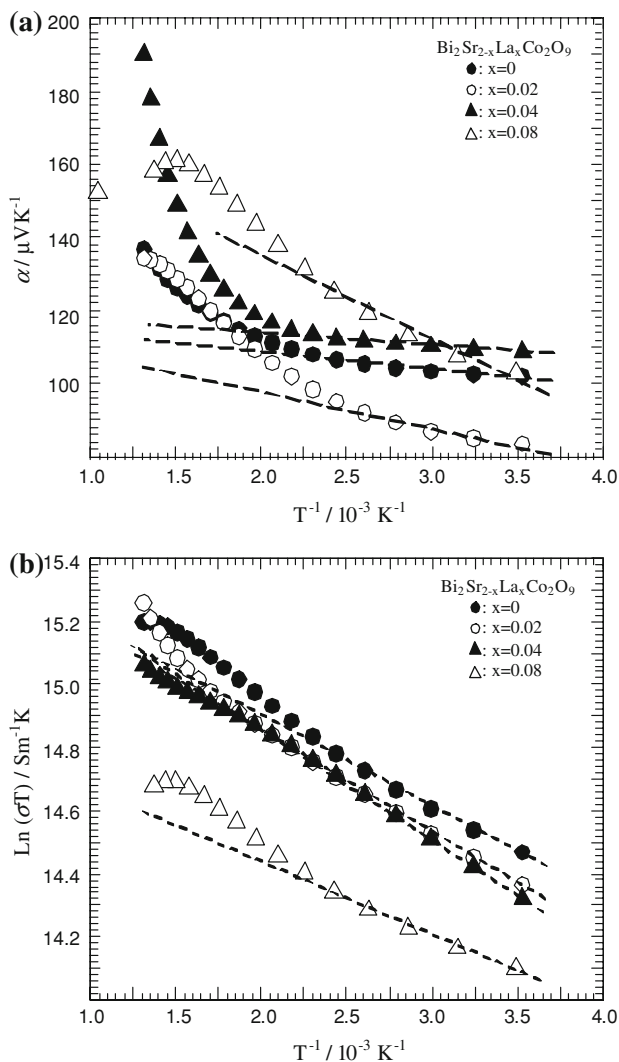 (a)
200
180
160
140
120
100
α / μVK⁻¹
Bi₂Sr₂₋ₓLaₓCo₂O₉
: x=0
: x=0.02
: x=0.04
: x=0.08
1.0 1.5 2.0 2.5 3.0 3.5 4.0
T⁻¹ / 10⁻³ K⁻¹
(b)
15.4
15.2
15.0
14.8
14.6
14.4
14.2
Ln (σT) / Sm⁻¹K
Bi₂Sr₂₋ₓLaₓCo₂O₉
: x=0
: x=0.02
: x=0.04
: x=0.08
1.0 1.5 2.0 2.5 3.0 3.5 4.0
T⁻¹ / 10⁻³ K⁻¹